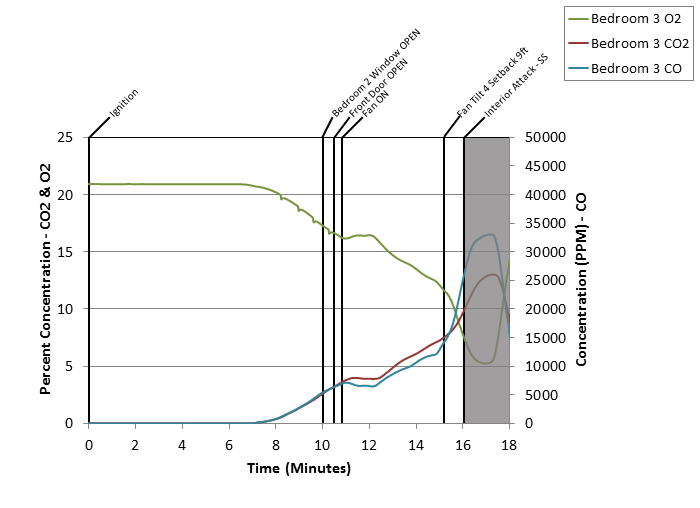 Bedroom 3 O2
Bedroom 3 CO2
Bedroom 3 CO
Ignition
Bedroom 2 Window OPEN
Front Door OPEN
Fan ON
Fan Tilt 4 Setback 9ft
Interior Attack - SS
25
20
15
10
5
0
Percent Concentration - CO2 & O2
50000
45000
40000
35000
30000
25000
20000
15000
10000
5000
0
Concentration (PPM) - CO
0 2 4 6 8 10 12 14 16 18
Time (Minutes)